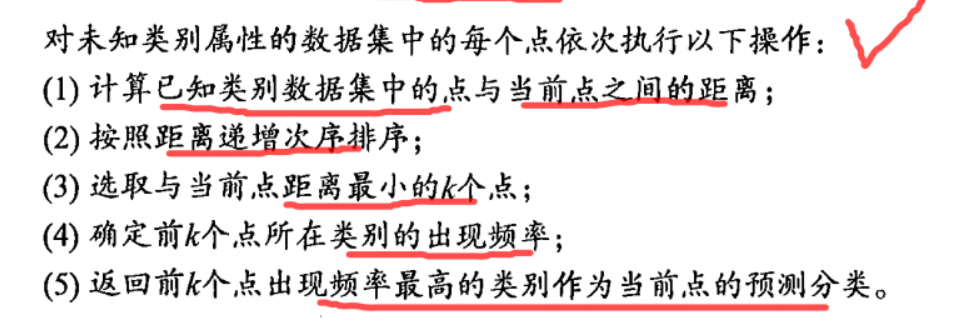 对未知类别属性的数据集中的每个点依次执行以下操作：
(1) 计算已知类别数据集中的点与当前点之间的距离；
(2) 按照距离递增次序排序；
(3) 选取与当前点距离最小的k个点；
(4) 确定前k个点所在类别的出现频率；
(5) 返回前k个点出现频率最高的类别作为当前点的预测分类。